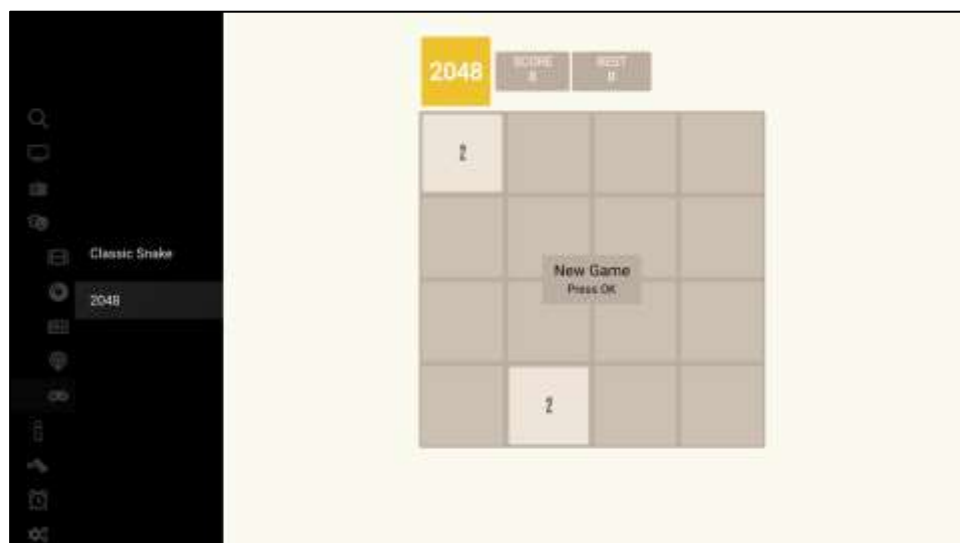 Classic Snake
2048
2048
SCORE
0
BEST
0
2
New Game
Press OK
2